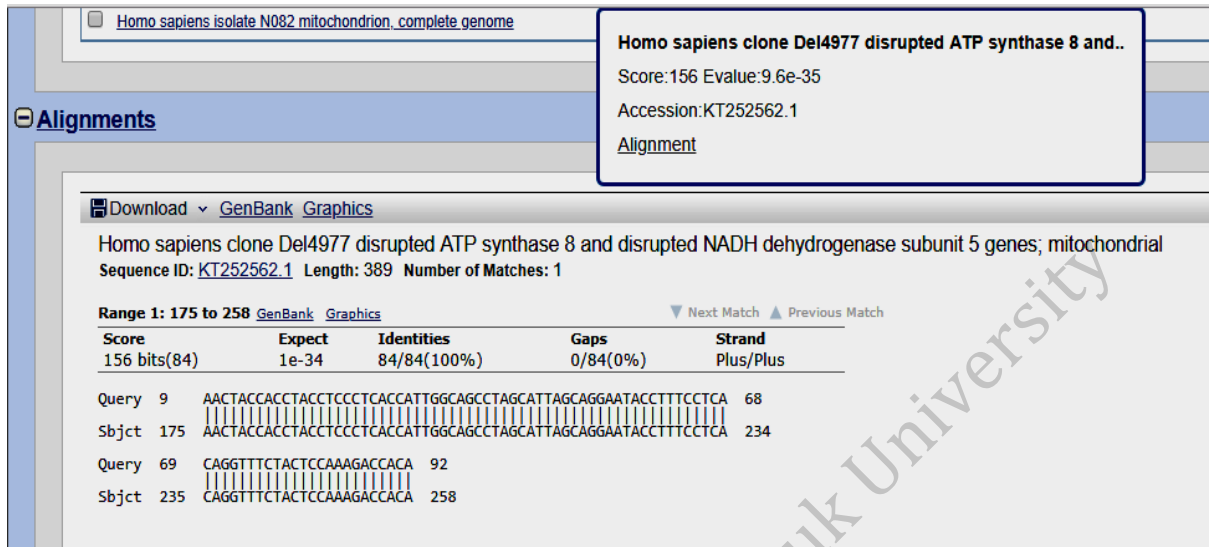 Homo sapiens isolate N082 mitochondrion, complete genome
Homo sapiens clone Del4977 disrupted ATP synthase 8 and..
Score:156 Evalue:9.6e-35
Accession:KT252562.1
Alignment
Alignments
Download GenBank Graphics
Homo sapiens clone Del4977 disrupted ATP synthase 8 and disrupted NADH dehydrogenase subunit 5 genes; mitochondrial
Sequence ID: KT252562.1 Length: 389 Number of Matches: 1
Range 1: 175 to 258 GenBank Graphics Next Match Previous Match
Score Expect Identities Gaps Strand
156 bits(84) 1e-34 84/84(100%) 0/84(0%) Plus/Plus
Query 9 AACTACCACCTACCTCCCTCACCATTGGCAGCCTAGCATTAGCAGGAATACCTTTCCTCA 68
Sbjct 175 AACTACCACCTACCTCCCTCACCATTGGCAGCCTAGCATTAGCAGGAATACCTTTCCTCA 234
Query 69 CAGGTTTCTACTCCAAAGACCACA 92
Sbjct 235 CAGGTTTCTACTCCAAAGACCACA 258
University